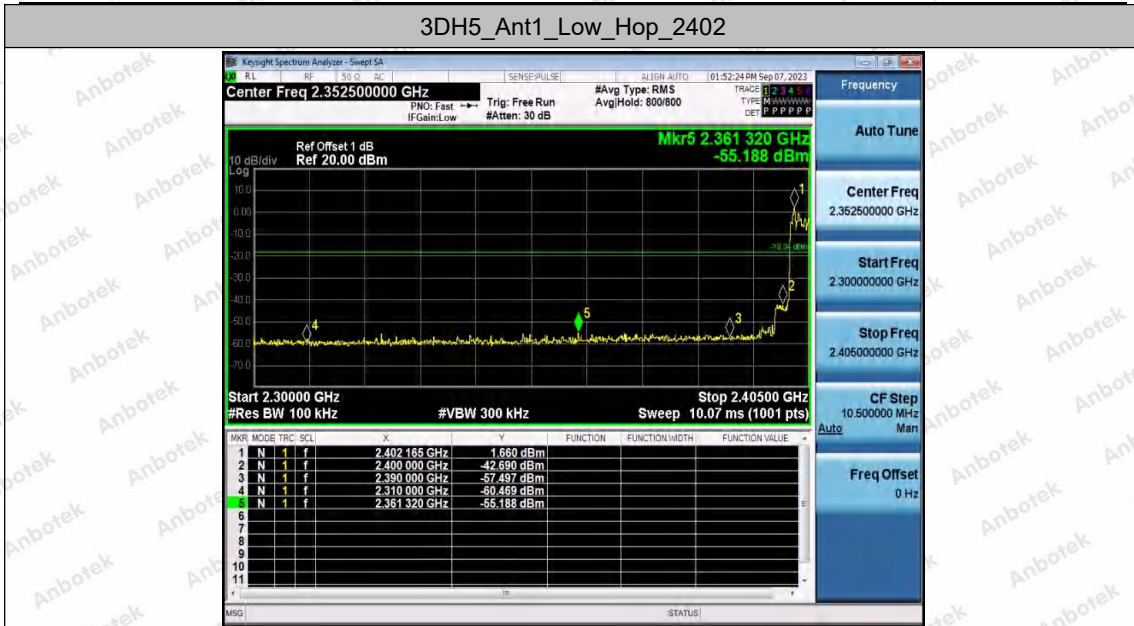 3DH5_Ant1_Low_Hop_2402
Keysight Spectrum Analyzer - Swept SA
RL RF 50 Ω AC SENSE:PULSE ALIGN AUTO 01:52:24 PM Sep 07, 2023
Center Freq 2.352500000 GHz
PNO: Fast
IFGain:Low
Trig: Free Run
#Atten: 30 dB
#Avg Type: RMS
Avg|Hold: 800/800
TRACE 1 2 3 4 5 6
TYPE M
DET P P P P P P
Ref Offset 1 dB
10 dB/div Ref 20.00 dBm
Log
Mkr5 2.361 320 GHz
-55.188 dBm
10.0
0.00
-10.0
-20.0
-30.0
-40.0
-50.0
-60.0
-70.0
1
2
3
4
5
Start 2.30000 GHz Stop 2.40500 GHz
#Res BW 100 kHz #VBW 300 kHz Sweep 10.07 ms (1001 pts)
MKR MODE TRC SCL X Y FUNCTION FUNCTION WIDTH FUNCTION VALUE
1 N 1 f 2.402 165 GHz 1.660 dBm
2 N 1 f 2.400 000 GHz -42.690 dBm
3 N 1 f 2.390 000 GHz -57.497 dBm
4 N 1 f 2.310 000 GHz -60.469 dBm
5 N 1 f 2.361 320 GHz -55.188 dBm
6
7
8
9
10
11
MSG STATUS
Frequency
Auto Tune
Center Freq
2.352500000 GHz
Start Freq
2.300000000 GHz
Stop Freq
2.405000000 GHz
CF Step
10.500000 MHz
Auto Man
Freq Offset
0 Hz
Anbotek